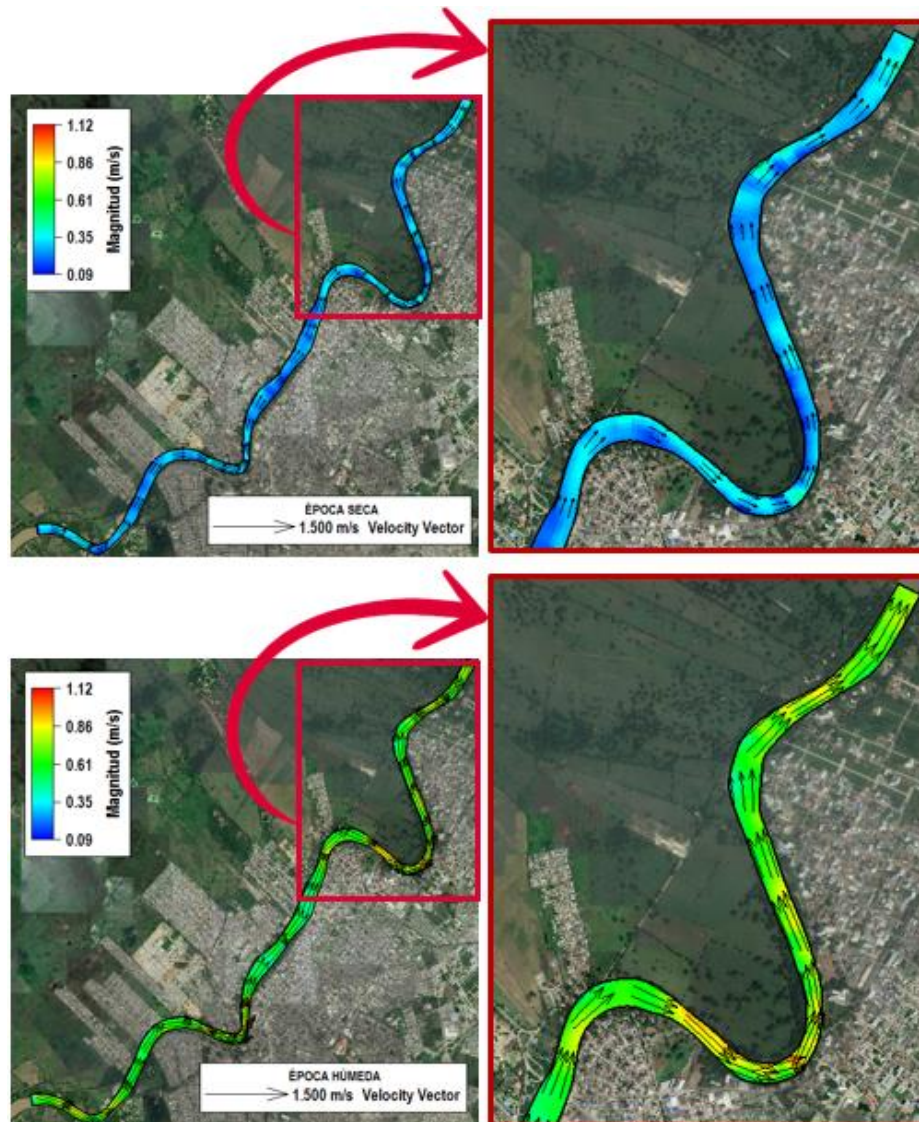 1.12
0.86
0.61
0.35
0.09
Magnitud (m/s)
ÉPOCA SECA
1.500 m/s Velocity Vector
1.12
0.86
0.61
0.35
0.09
Magnitud (m/s)
ÉPOCA HÚMEDA
1.500 m/s Velocity Vector